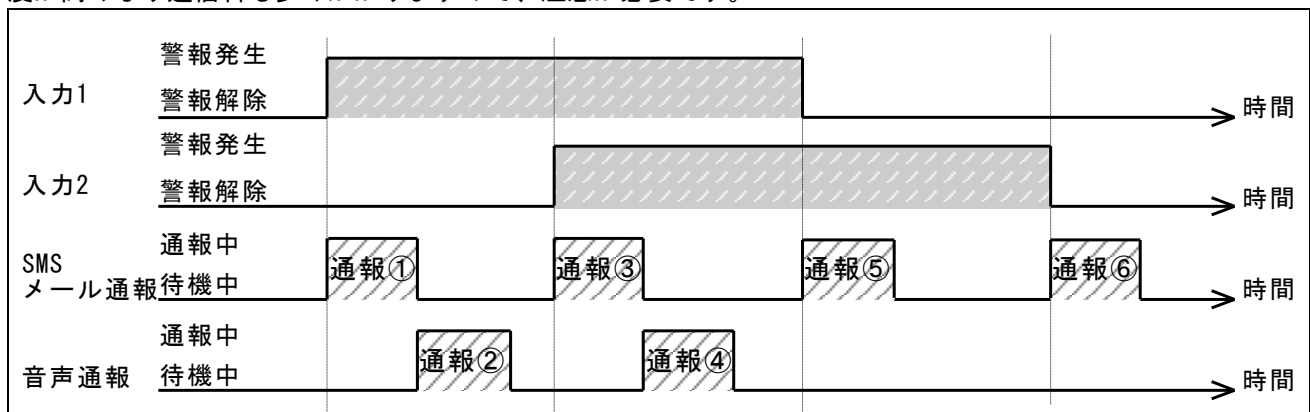 警報発生
入力1
警報解除
時間
警報発生
入力2
警報解除
時間
通報中
SMS
メール通報
待機中
通報①
通報③
通報⑤
通報⑥
時間
通報中
音声通報
待機中
通報②
通報④
時間